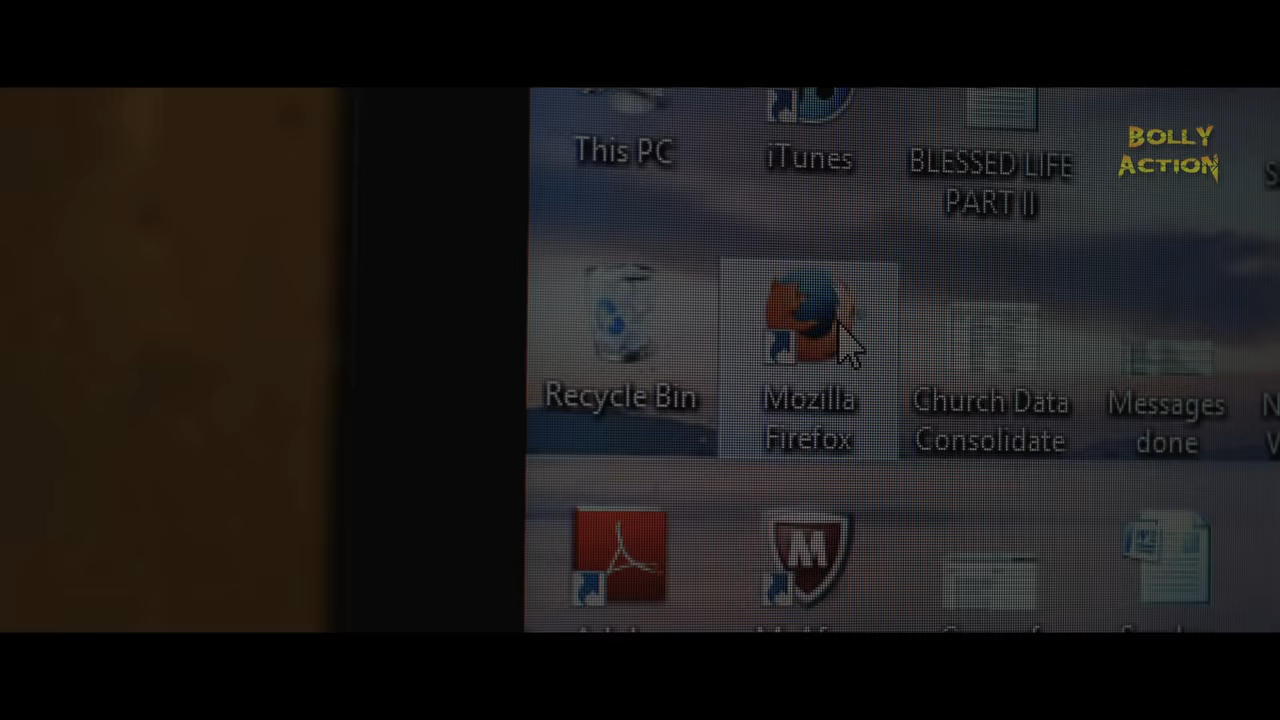 This PC
iTunes
BLESSED LIFE
PART II
BOLLY
ACTION
Recycle Bin
Mozilla
Firefox
Church Data
Consolidate
Messages
done